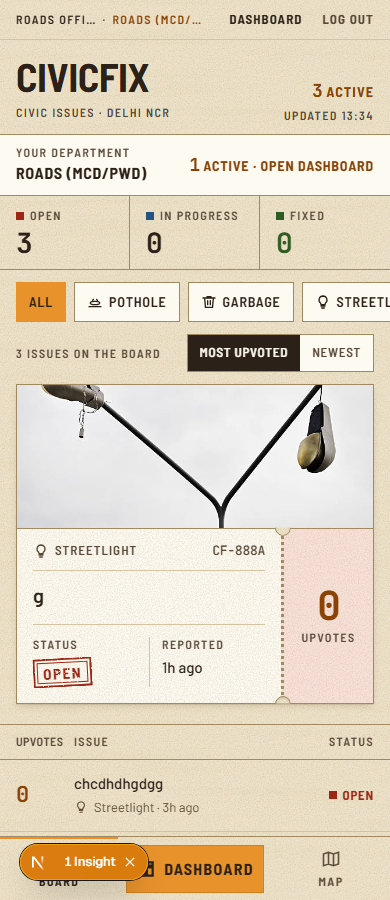 ROADS OFFI… · ROADS (MCD/… DASHBOARD LOG OUT
CIVICFIX
3 ACTIVE
CIVIC ISSUES · DELHI NCR
UPDATED 13:34
YOUR DEPARTMENT
ROADS (MCD/PWD)
1 ACTIVE · OPEN DASHBOARD
OPEN
3
IN PROGRESS
0
FIXED
0
ALL POTHOLE GARBAGE STREETL
3 ISSUES ON THE BOARD MOST UPVOTED NEWEST
STREETLIGHT CF-888A
g
0
UPVOTES
STATUS
OPEN
REPORTED
1h ago
UPVOTES ISSUE STATUS
0
chcdhdhgdgg
Streetlight · 3h ago
OPEN
N 1 Insight ×
BOARD
DASHBOARD
MAP